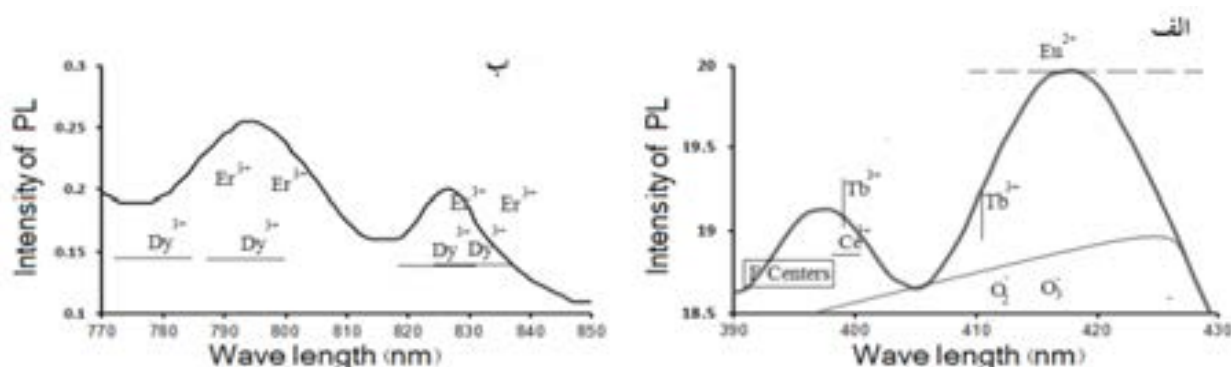 ب
0.3
0.25
0.2
0.15
0.1
Intensity of PL
Er³⁺ Er³⁺
Er³⁺ Er³⁺
Dy³⁺ Dy³⁺
Dy³⁺ Dy³⁺
770 780 790 800 810 820 830 840 850
Wave length (nm)
الف
20
19.5
19
18.5
Intensity of PL
Eu²⁺
Tb³⁺
Tb³⁺
F Centers
O₂⁻
390 400 410 420 430
Wave length (nm)